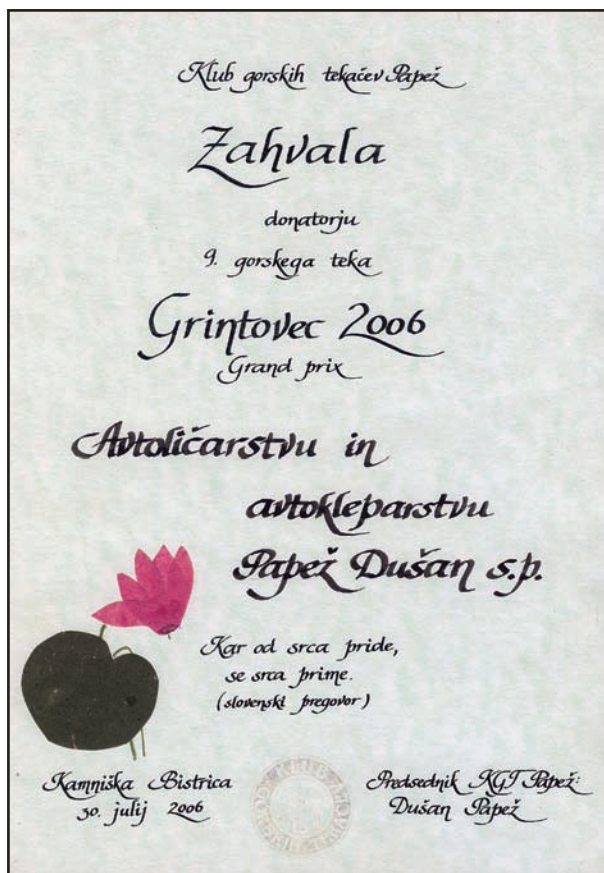 Klub gorskih tekačev Papež
Zahvala
donatorju
9. gorskega teka
Grintovec 2006
Grand prix
Avtoličarstvu in
avtokleparstvu
Papež Dušan s.p.
Kar od srca pride,
se srca prime.
(slovenski pregovor)
Kamniška Bistrica
30. julij 2006
Predsednik KGT Papež:
Dušan Papež